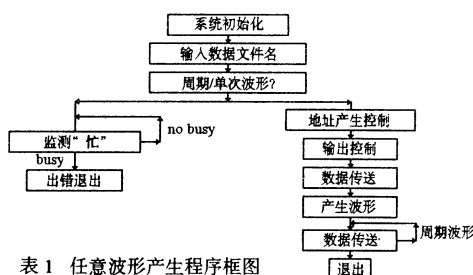 系统初始化
输入数据文件名
周期/单次波形?
监测“忙”
no busy
busy
出错退出
地址产生控制
输出控制
数据传送
产生波形
数据传送
周期波形
退出
表 1 任意波形产生程序框图